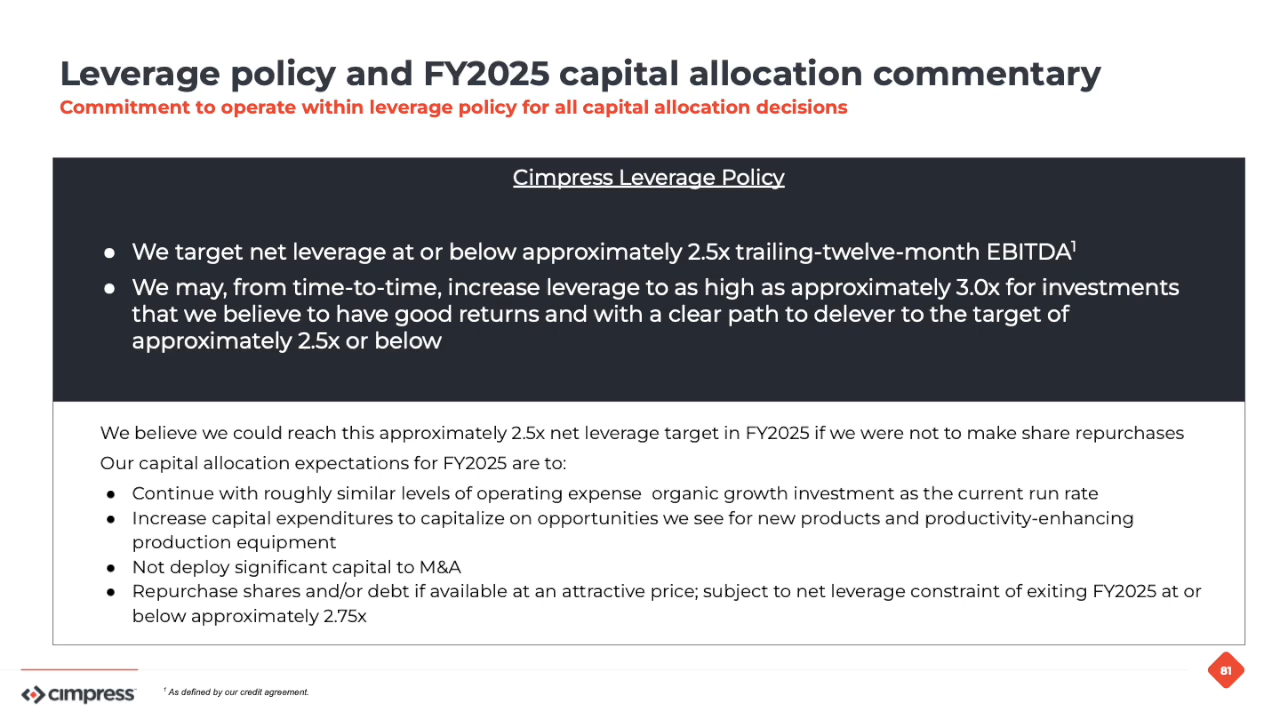 Leverage policy and FY2025 capital allocation commentary
Commitment to operate within leverage policy for all capital allocation decisions
Cimpress Leverage Policy
● We target net leverage at or below approximately 2.5x trailing-twelve-month EBITDA¹
● We may, from time-to-time, increase leverage to as high as approximately 3.0x for investments
that we believe to have good returns and with a clear path to delever to the target of
approximately 2.5x or below
We believe we could reach this approximately 2.5x net leverage target in FY2025 if we were not to make share repurchases
Our capital allocation expectations for FY2025 are to:
● Continue with roughly similar levels of operating expense  organic growth investment as the current run rate
● Increase capital expenditures to capitalize on opportunities we see for new products and productivity-enhancing
production equipment
● Not deploy significant capital to M&A
● Repurchase shares and/or debt if available at an attractive price; subject to net leverage constraint of exiting FY2025 at or
below approximately 2.75x
81
cimpress
¹ As defined by our credit agreement.